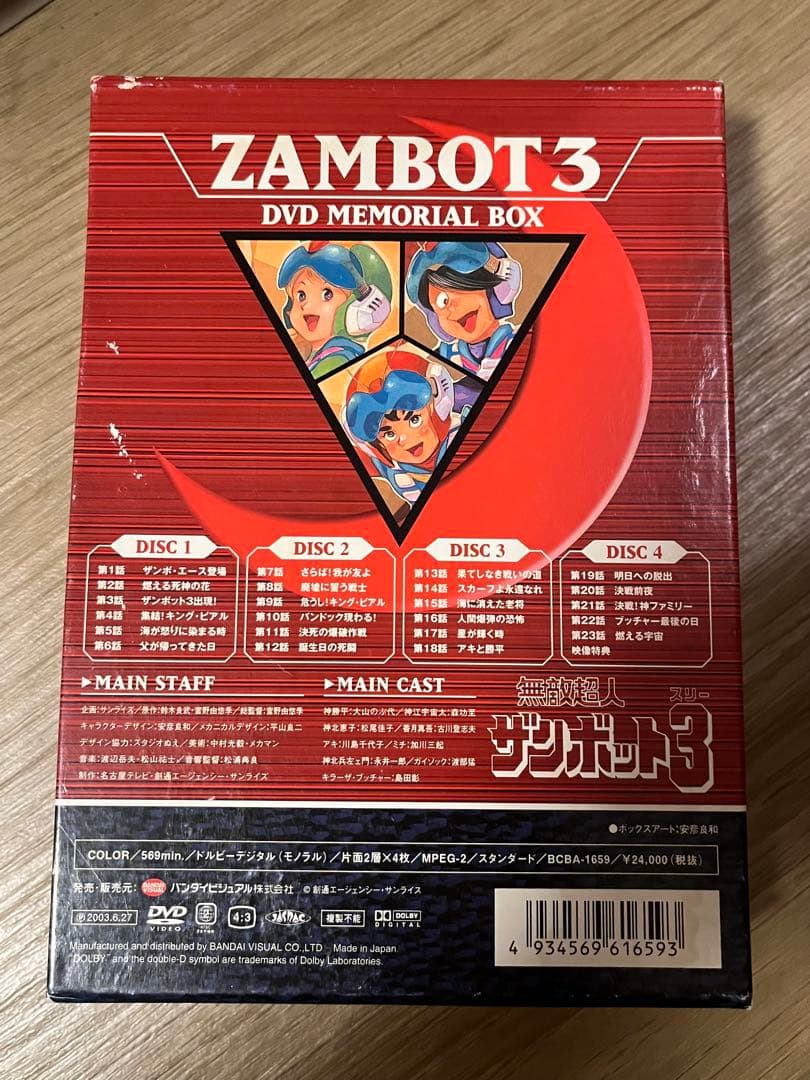 ZAMBOT 3
DVD MEMORIAL BOX
DISC 1
第1話 ザンボ・エース登場
第2話 燃える死神の花
第3話 ザンボット3出現!
第4話 集結!キング・ビアル
第5話 海が怒りに染まる時
第6話 父が帰ってきた日
DISC 2
第7話 さらば!我が友よ
第8話 廃墟に誓う戦士
第9話 危うし!キング・ビアル
第10話 バンドック現わる!
第11話 決死の爆破作戦
第12話 誕生日の死闘
DISC 3
第13話 果てしなき戦いの道
第14話 スカーフよ永遠なれ
第15話 海に消えた老将
第16話 人間爆弾の恐怖
第17話 星が輝く時
第18話 アキと勝平
DISC 4
第19話 明日への脱出
第20話 決戦前夜
第21話 決戦!神ファミリー
第22話 ブッチャー最後の日
第23話 燃える宇宙
映像特典
▶MAIN STAFF
企画:サンライズ/原作:鈴木良武・富野由悠季/総監督:富野由悠季
キャラクターデザイン:安彦良和/メカニカルデザイン:平山良二
デザイン協力:スタジオぬえ/美術:中村光毅・メカマン
音楽:渡辺岳夫・松山祐士/音響監督:松浦典良
制作:名古屋テレビ・創通エージェンシー・サンライズ
▶MAIN CAST
神勝平:大山のぶ代/神江宇宙太:森功至
神北恵子:松尾佳子/香月真吾:古川登志夫
アキ:川島千代子/ミチ:加川三起
神北兵左ェ門:永井一郎/ガイゾック:渡部猛
キラーザ・ブッチャー:島田彰
無敵超人
スリー
ザンボット3
●ボックスアート:安彦良和
COLOR/569min./ドルビーデジタル(モノラル)/片面2層×4枚/MPEG-2/スタンダード/BCBA-1659/¥24,000(税抜)
発売・販売元: BANDAI VISUAL バンダイビジュアル株式会社 © 創通エージェンシー・サンライズ
Ⓟ2003.6.27 DVD VIDEO 2 4:3 JASRAC 複製不能 DOLBY DIGITAL
Manufactured and distributed by BANDAI VISUAL CO.,LTD Made in Japan.
"DOLBY" and the double-D symbol are trademarks of Dolby Laboratories.
4 934569 616593